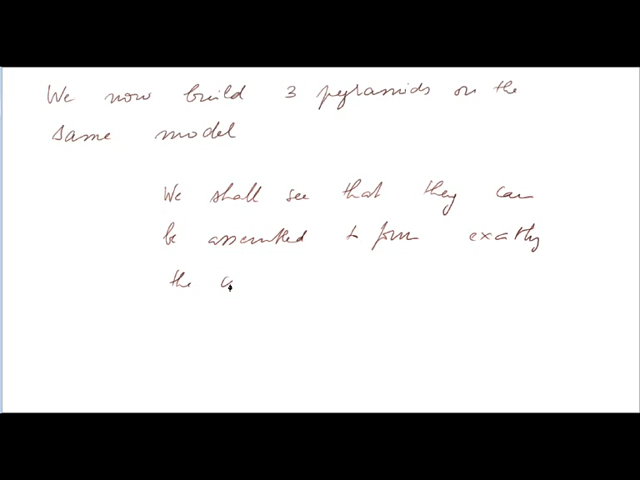 We now build 3 pyramids on the
same model
We shall see that they can
be assembled to form exactly
the c